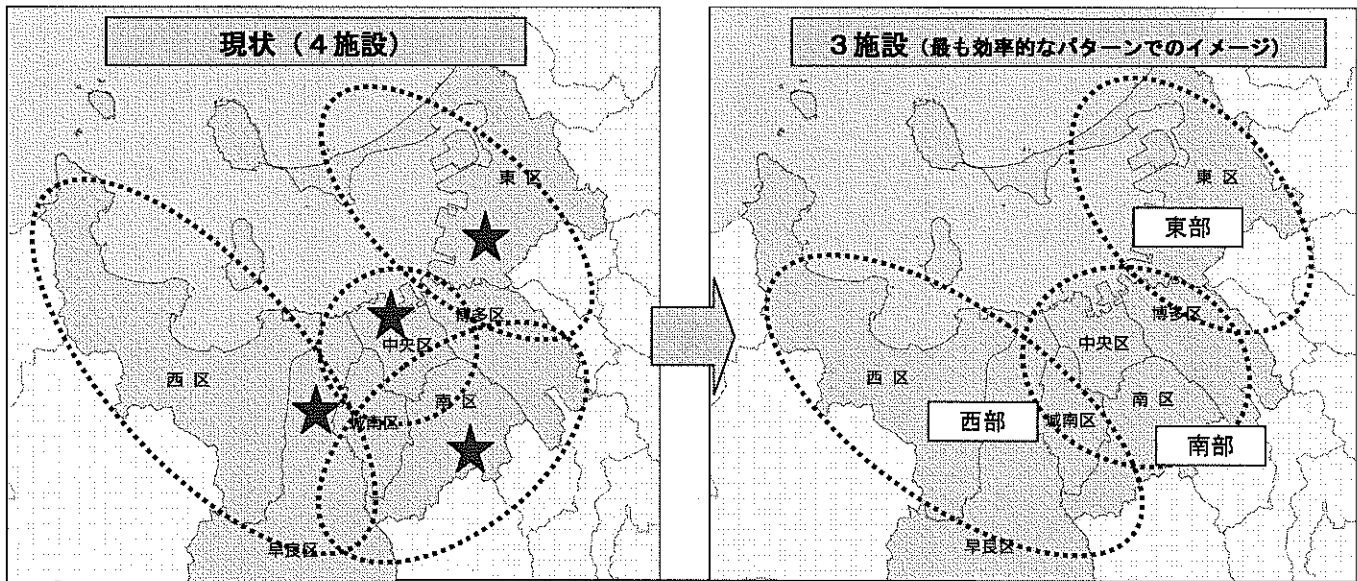 現状（４施設）
東 区
博多区
中央区
西 区
南 区
城南区
早良区
３施設（最も効率的なパターンでのイメージ）
東 区
東部
博多区
中央区
西 区
南 区
西部
城南区
南部
早良区